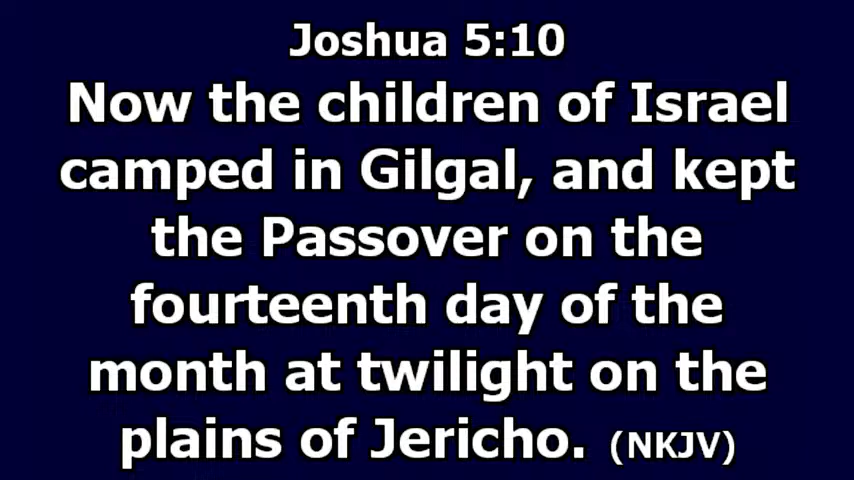 Joshua 5:10
Now the children of Israel
camped in Gilgal, and kept
the Passover on the
fourteenth day of the
month at twilight on the
plains of Jericho. (NKJV)